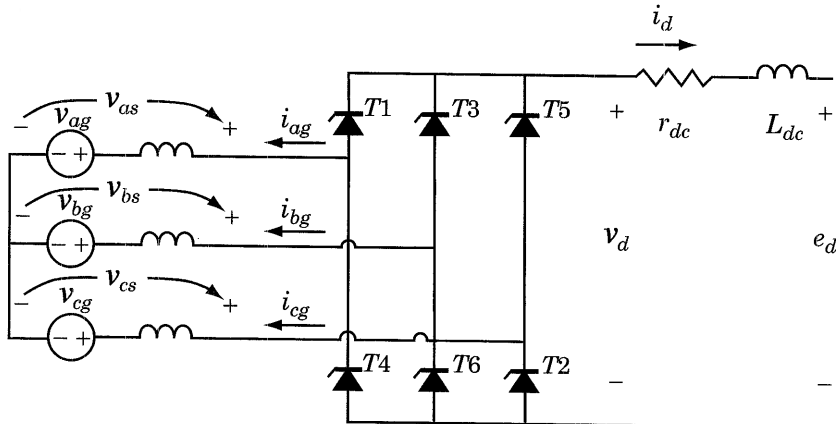 i_d
v_as
v_ag
i_ag
T1
T3
T5
r_dc
L_dc
v_bs
v_bg
i_bg
v_d
e_d
v_cs
v_cg
i_cg
T4
T6
T2